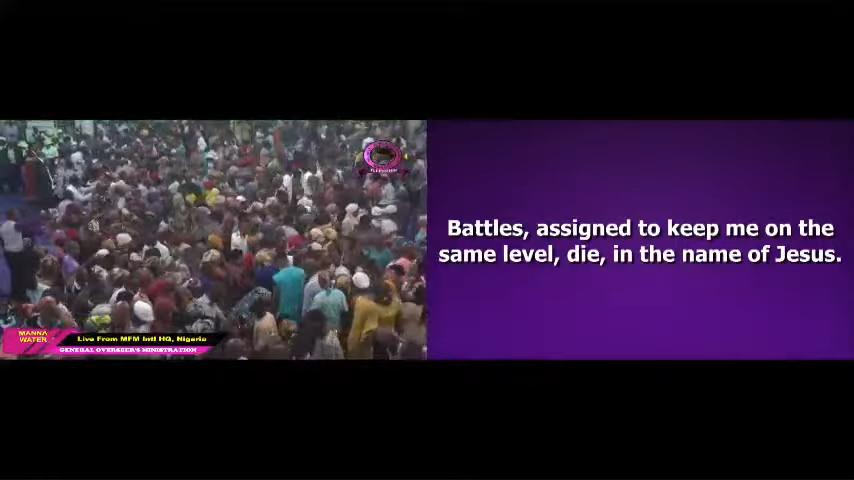 MANNA
WATER
Live From MFM Intl HQ, Nigeria
GENERAL OVERSEER'S MINISTRATION
Battles, assigned to keep me on the
same level, die, in the name of Jesus.